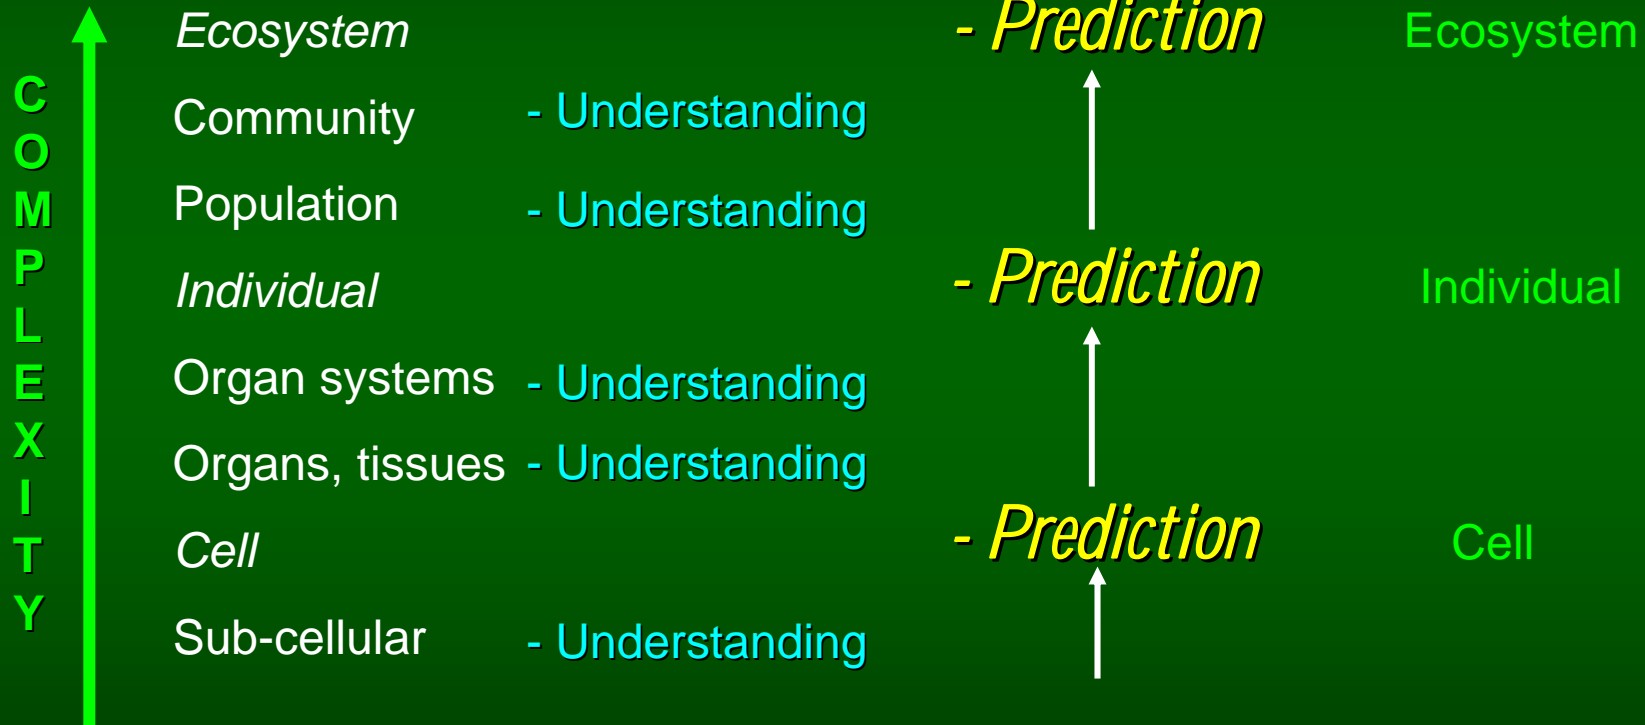 COMPLEXITY
Ecosystem - Prediction Ecosystem
Community - Understanding
Population - Understanding
Individual - Prediction Individual
Organ systems - Understanding
Organs, tissues - Understanding
Cell - Prediction Cell
Sub-cellular - Understanding